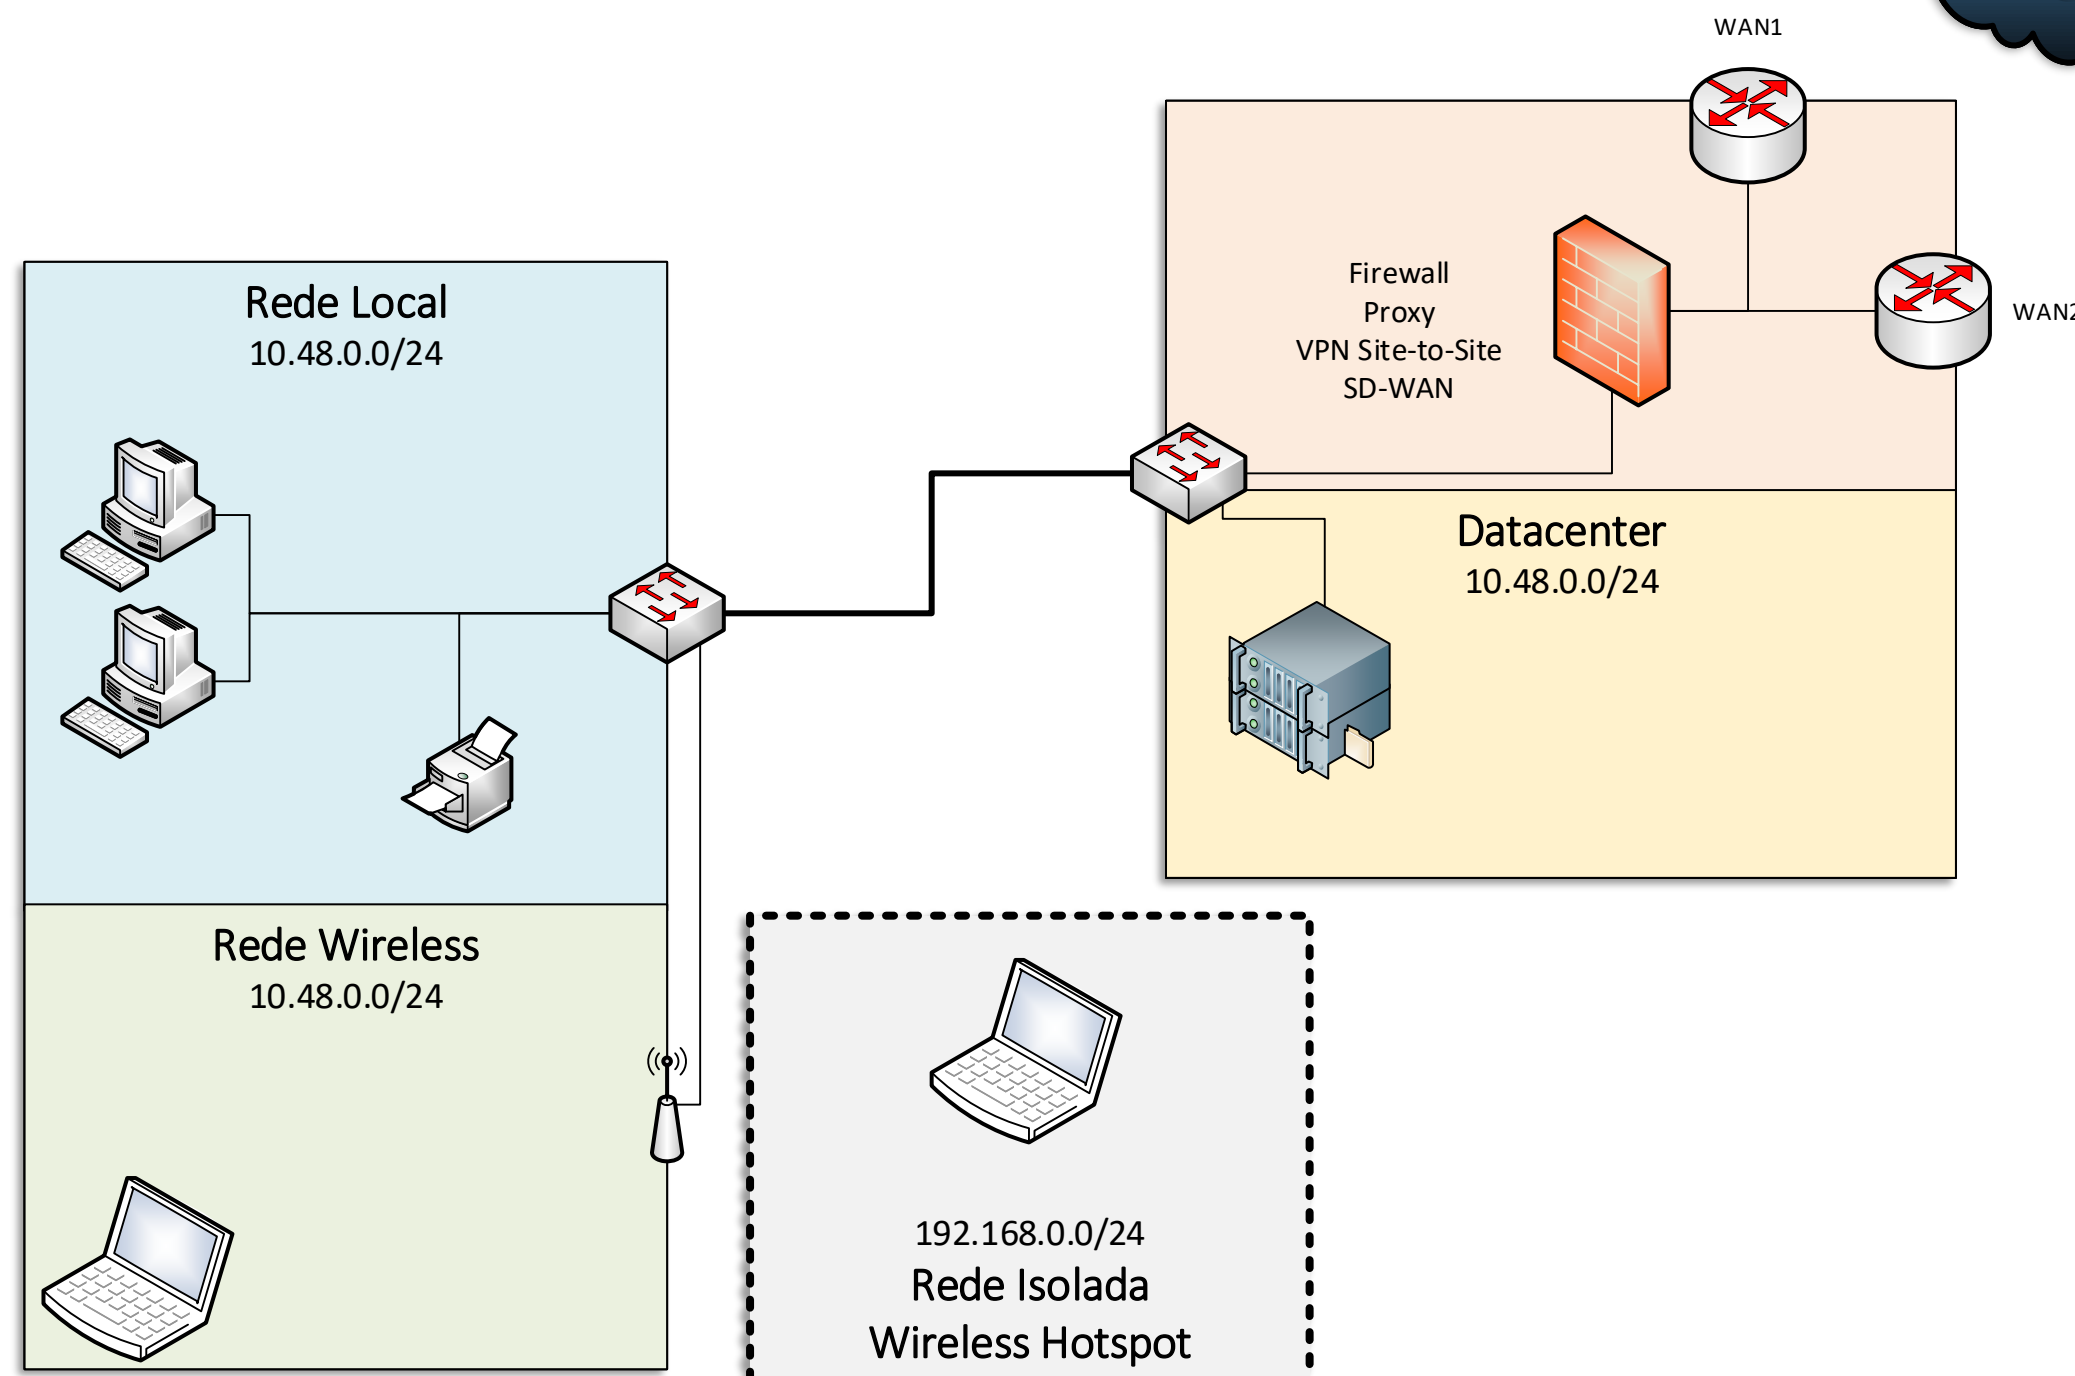 WAN1
Firewall
Proxy
VPN Site-to-Site
SD-WAN
WAN2
Rede Local
10.48.0.0/24
Datacenter
10.48.0.0/24
Rede Wireless
10.48.0.0/24
192.168.0.0/24
Rede Isolada
Wireless Hotspot